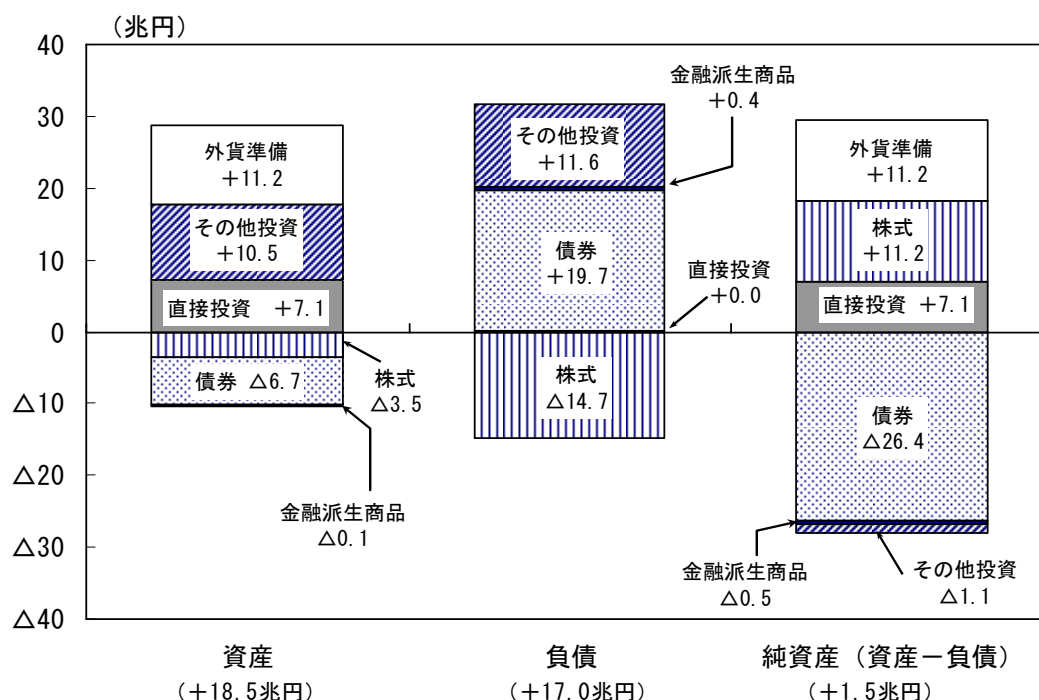 （兆円）
40
30
20
10
0
△10
△20
△30
△40
外貨準備
＋11.2
その他投資
＋10.5
直接投資　＋7.1
債券 △6.7
株式
△3.5
金融派生商品
△0.1
その他投資
＋11.6
金融派生商品
＋0.4
債券
＋19.7
直接投資
＋0.0
株式
△14.7
外貨準備
＋11.2
株式
＋11.2
直接投資 ＋7.1
債券
△26.4
金融派生商品
△0.5
その他投資
△1.1
資産
（＋18.5兆円）
負債
（＋17.0兆円）
純資産（資産－負債）
（＋1.5兆円）